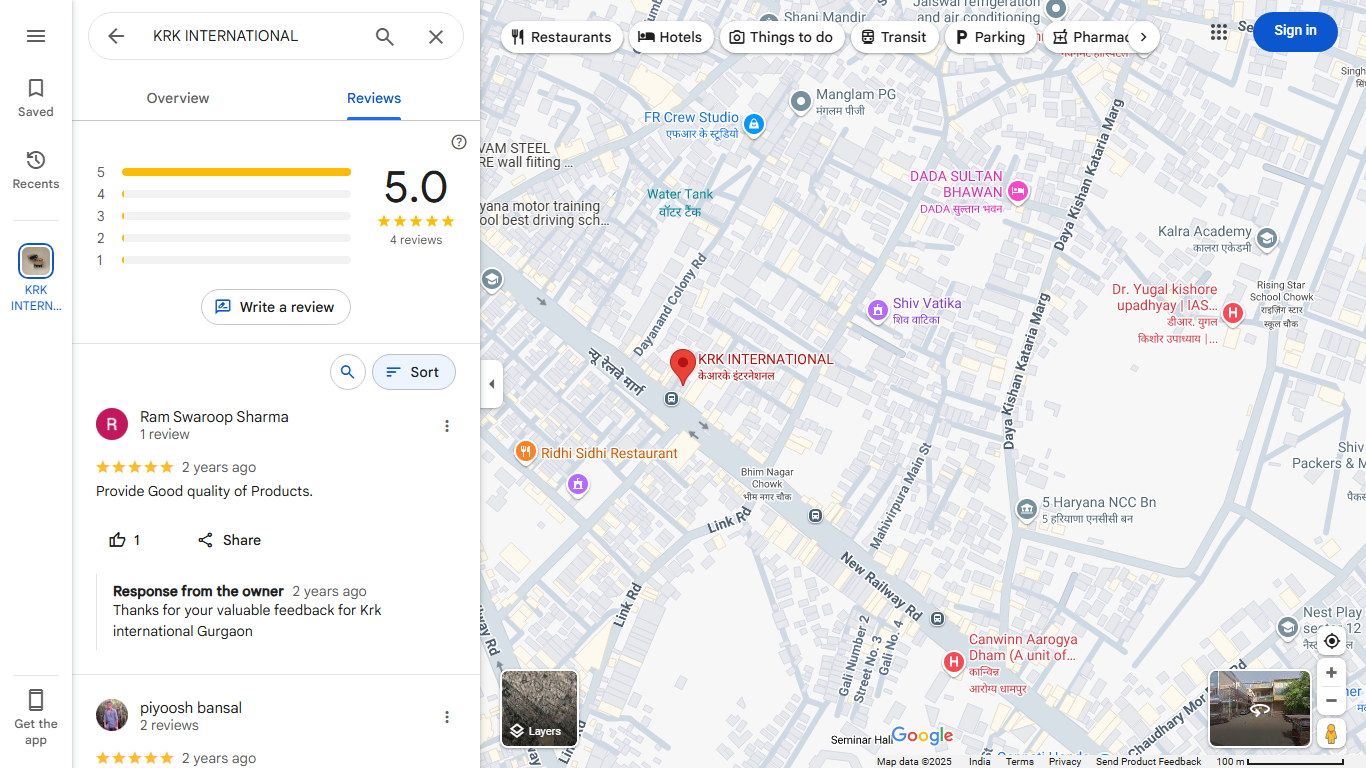 KRK INTERNATIONAL
Saved
Recents
KRK
INTERN...
Get the
app
Overview
Reviews
5
4
3
2
1
5.0
4 reviews
Write a review
Sort
R
Ram Swaroop Sharma
1 review
2 years ago
Provide Good quality of Products.
1
Share
Response from the owner 2 years ago
Thanks for your valuable feedback for Krk
international Gurgaon
piyoosh bansal
2 reviews
2 years ago
Restaurants
Hotels
Things to do
Transit
Parking
Pharmac
Sign in
Shani Mandir
Jaiswal refrigeration
and air conditioning
Manglam PG
मंगलम पीजी
FR Crew Studio
एफआर के स्टूडियो
VAM STEEL
RE wall fiiting ...
Water Tank
वॉटर टैंक
yana motor training
ool best driving sch...
DADA SULTAN
BHAWAN
DADA सुल्तान भवन
Daya Kishan Kataria Marg
Kalra Academy
कालरा एकेडमी
Dr. Yugal kishore
upadhyay | IAS...
डीआर. युगल
किशोर उपाध्याय |...
Rising Star
School Chowk
राइज़िंग स्टार
स्कूल चौक
Dayanand Colony Rd
Shiv Vatika
शिव वाटिका
न्यू रेलवे मार्ग
KRK INTERNATIONAL
केआरके इंटरनेशनल
Daya Kishan Kataria Marg
Ridhi Sidhi Restaurant
Bhim Nagar
Chowk
भीम नगर चौक
Link Rd
Mahivirpura Main St
5 Haryana NCC Bn
5 हरियाणा एनसीसी बन
Shiv
Packers & M
New Railway Rd
Link Rd
Gali Number 2
Street No. 3
Gali No. 4
Canwinn Aarogya
Dham (A unit of...
कान्विन्न
आरोग्य धामपुर
Nest Play
Seminar Hall
Google
Layers
Map data ©2025
India
Terms
Privacy
Send Product Feedback
100 m